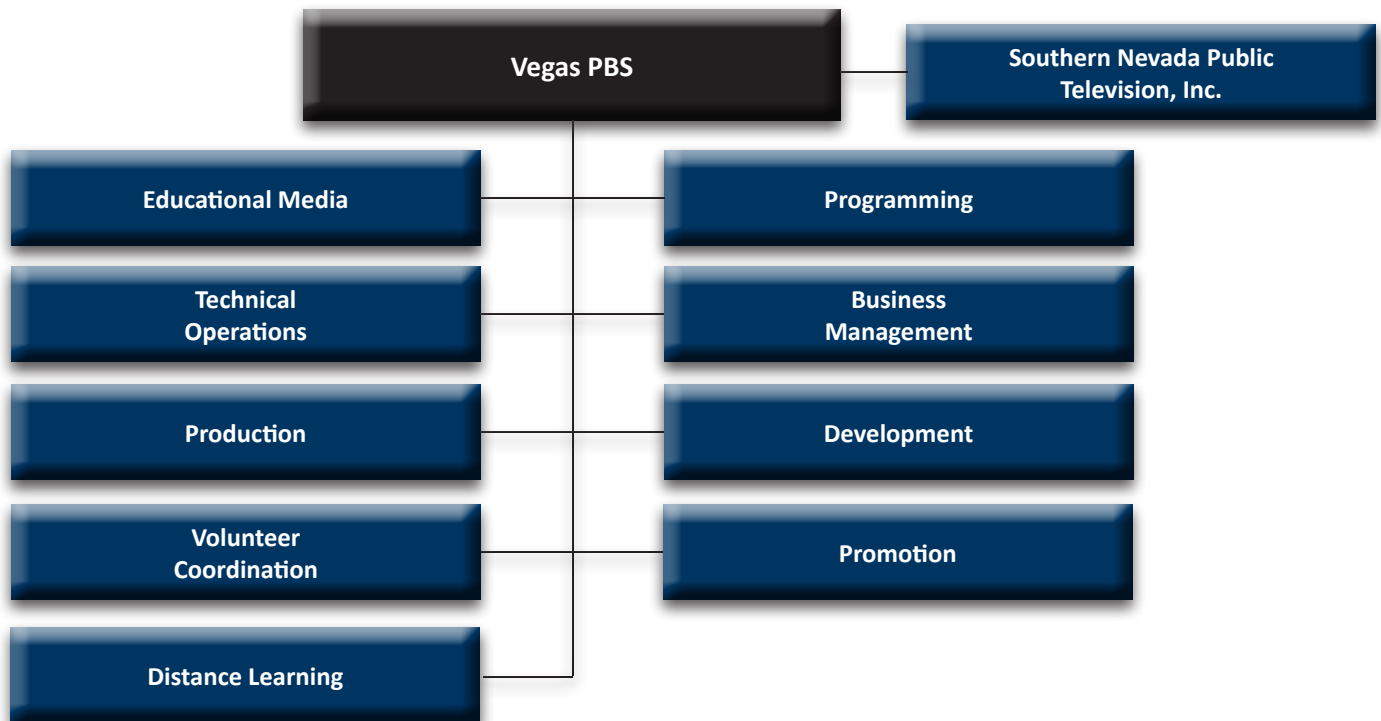 Vegas PBS
Southern Nevada Public
Television, Inc.
Educational Media
Programming
Technical
Operations
Business
Management
Production
Development
Volunteer
Coordination
Promotion
Distance Learning